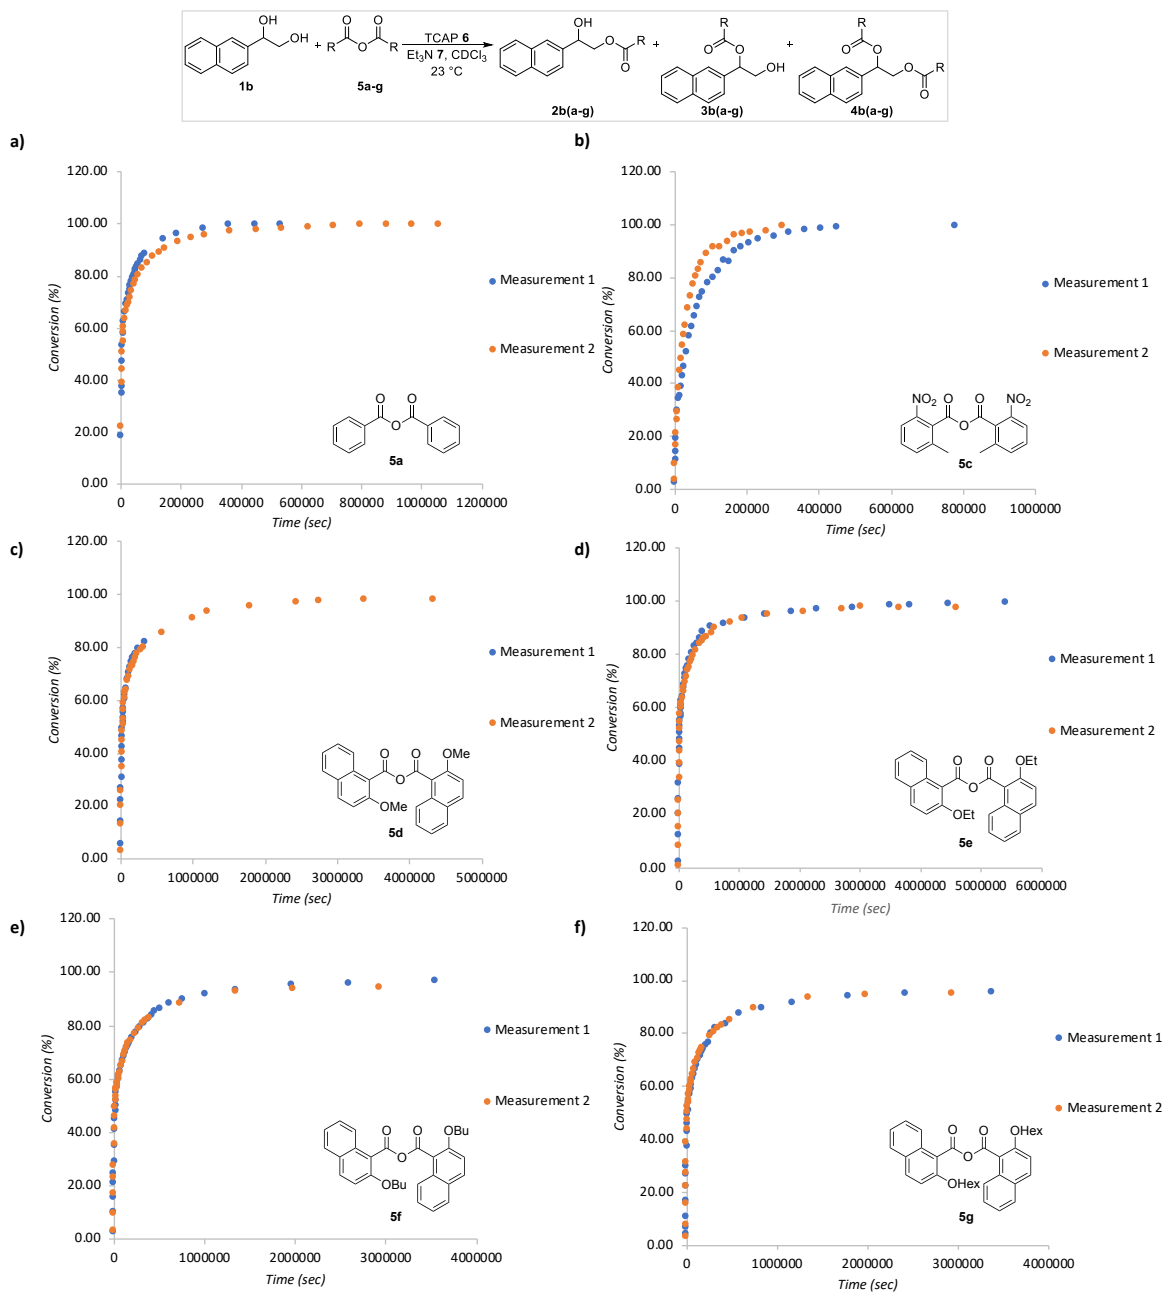 OH
OH
1b
+
R
O
O
O
R
5a-g
TCAP 6
Et₃N 7, CDCl₃
23 °C
OH
O
R
O
2b(a-g)
+
R
O
O
OH
3b(a-g)
+
R
O
O
O
R
O
4b(a-g)
a)
120.00
100.00
80.00
60.00
40.00
20.00
0.00
Conversion (%)
0 200000 400000 600000 800000 1000000 1200000
Time (sec)
Measurement 1
Measurement 2
O O
O
5a
b)
120.00
100.00
80.00
60.00
40.00
20.00
0.00
Conversion (%)
0 200000 400000 600000 800000 1000000
Time (sec)
Measurement 1
Measurement 2
NO₂ O O NO₂
O
5c
c)
120.00
100.00
80.00
60.00
40.00
20.00
0.00
Conversion (%)
0 1000000 2000000 3000000 4000000 5000000
Time (sec)
Measurement 1
Measurement 2
O O OMe
O
OMe
5d
d)
120.00
100.00
80.00
60.00
40.00
20.00
0.00
Conversion (%)
0 1000000 2000000 3000000 4000000 5000000 6000000
Time (sec)
Measurement 1
Measurement 2
O O OEt
O
OEt
5e
e)
120.00
100.00
80.00
60.00
40.00
20.00
0.00
Conversion (%)
0 1000000 2000000 3000000 4000000
Time (sec)
Measurement 1
Measurement 2
O O OBu
O
OBu
5f
f)
120.00
100.00
80.00
60.00
40.00
20.00
0.00
Conversion (%)
0 1000000 2000000 3000000 4000000
Time (sec)
Measurement 1
Measurement 2
O O OHex
O
OHex
5g